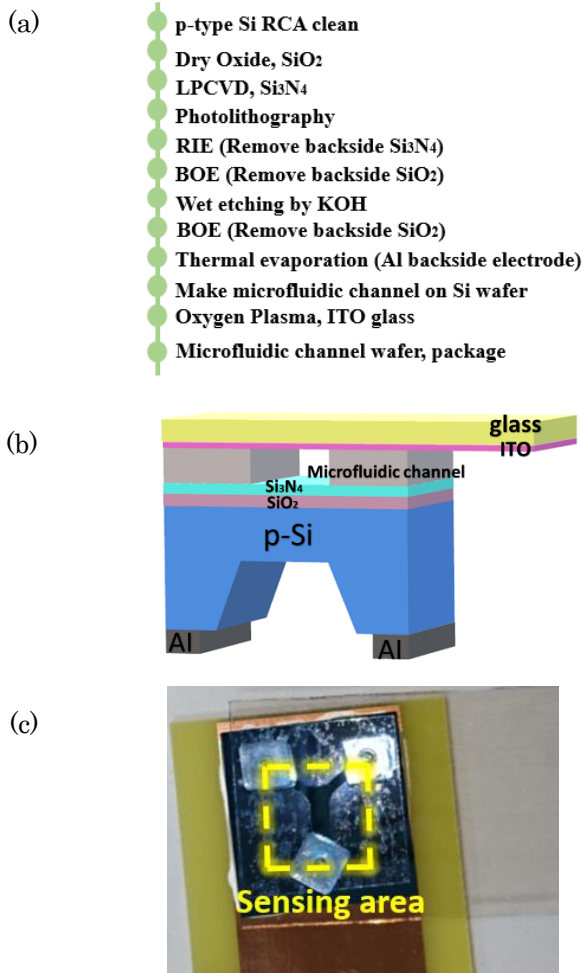 (a)
p-type Si RCA clean
Dry Oxide, SiO₂
LPCVD, Si₃N₄
Photolithography
RIE (Remove backside Si₃N₄)
BOE (Remove backside SiO₂)
Wet etching by KOH
BOE (Remove backside SiO₂)
Thermal evaporation (Al backside electrode)
Make microfluidic channel on Si wafer
Oxygen Plasma, ITO glass
Microfluidic channel wafer, package
(b)
glass
ITO
Microfluidic channel
Si₃N₄
SiO₂
p-Si
Al
Al
(c)
Sensing area